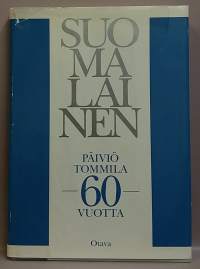 SUO
MA
LAI
NEN
PÄIVIÖ
TOMMILA
60
VUOTTA
Otava